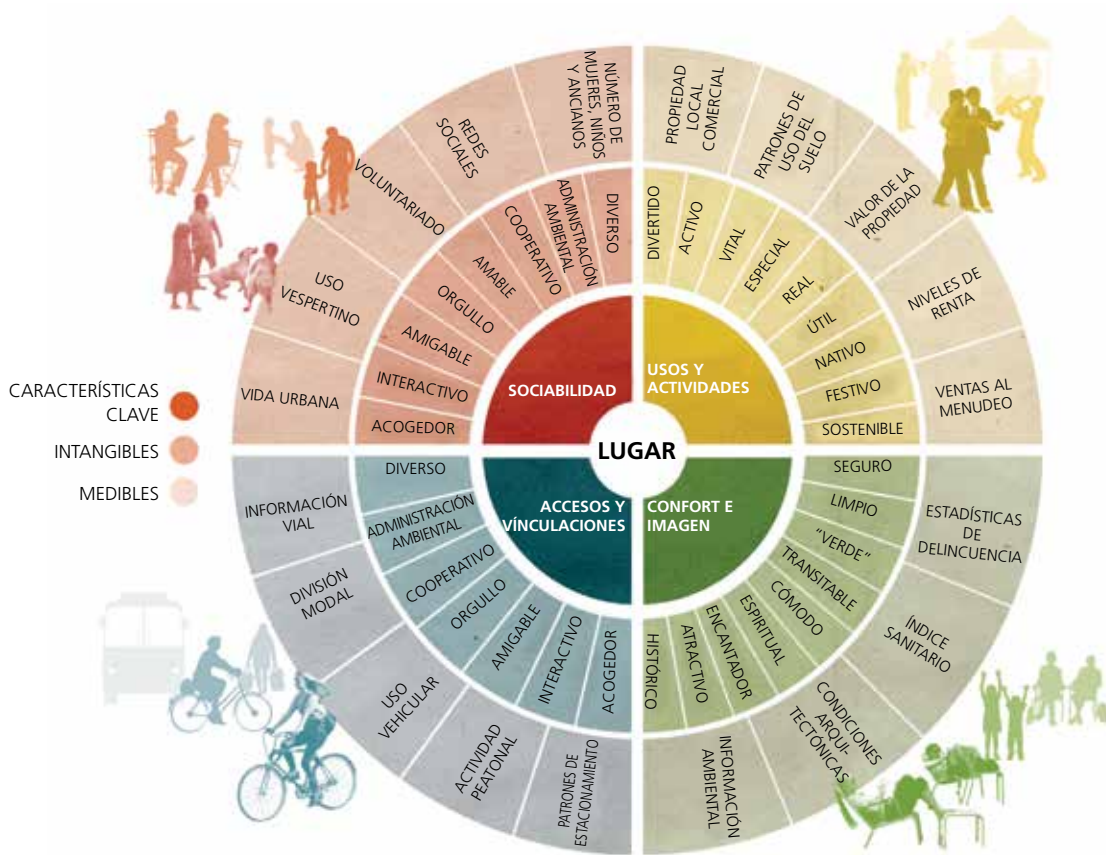 CARACTERÍSTICAS
CLAVE
INTANGIBLES
MEDIBLES
LUGAR
SOCIABILIDAD
USOS Y
ACTIVIDADES
ACCESOS Y
VÍNCULACIONES
CONFORT E
IMAGEN
ACOGEDOR
INTERACTIVO
AMIGABLE
ORGULLO
AMABLE
COOPERATIVO
ADMINISTRACIÓN
AMBIENTAL
DIVERSO
VIDA URBANA
USO
VESPERTINO
VOLUNTARIADO
REDES
SOCIALES
NÚMERO DE
MUJERES, NIÑOS
Y ANCIANOS
DIVERTIDO
ACTIVO
VITAL
ESPECIAL
REAL
ÚTIL
NATIVO
FESTIVO
SOSTENIBLE
PROPIEDAD
LOCAL
COMERCIAL
PATRONES DE
USO DEL
SUELO
VALOR DE LA
PROPIEDAD
NIVELES DE
RENTA
VENTAS AL
MENUDEO
SEGURO
LIMPIO
“VERDE”
TRANSITABLE
CÓMODO
ESPIRITUAL
ENCANTADOR
ATRACTIVO
HISTÓRICO
ESTADÍSTICAS
DE
DELINCUENCIA
ÍNDICE
SANITARIO
CONDICIONES
ARQUI-
TECTÓNICAS
INFORMACIÓN
AMBIENTAL
DIVERSO
ADMINISTRACIÓN
AMBIENTAL
COOPERATIVO
ORGULLO
AMIGABLE
INTERACTIVO
ACOGEDOR
INFORMACIÓN
VIAL
DIVISIÓN
MODAL
USO
VEHICULAR
ACTIVIDAD
PEATONAL
PATRONES DE
ESTACIONAMIENTO